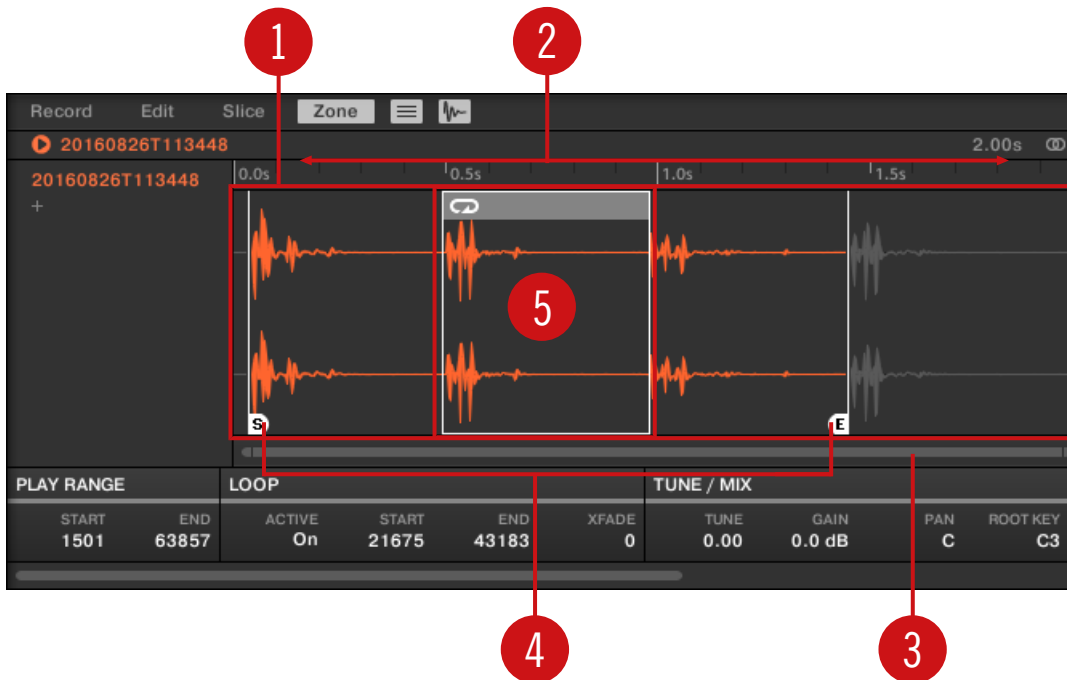 1 2
Record Edit Slice Zone
20160826T113448 2.00s
20160826T113448 0.0s 0.5s 1.0s 1.5s
+
5
S E
PLAY RANGE LOOP TUNE / MIX
START END ACTIVE START END XFADE TUNE GAIN PAN ROOT KEY
1501 63857 On 21675 43183 0 0.00 0.0 dB C C3
4 3